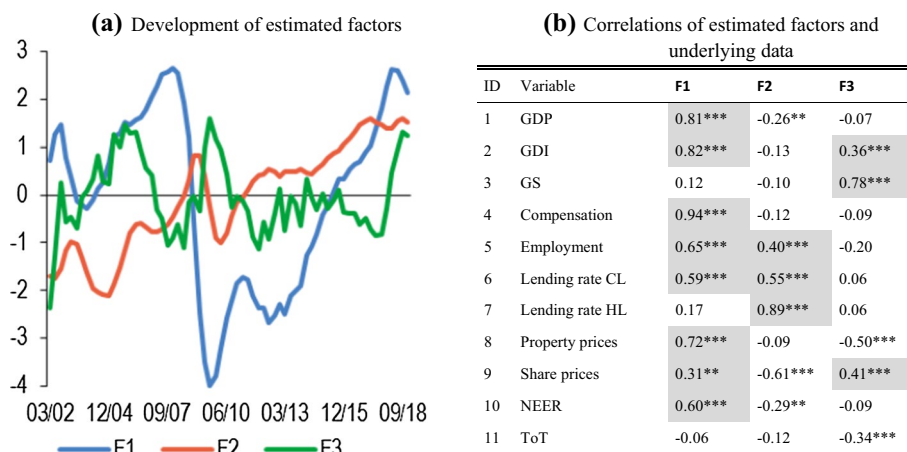 (a) Development of estimated factors
3
2
1
0
-1
-2
-3
-4
03/02 12/04 09/07 06/10 03/13 12/15 09/18
F1 F2 F3
(b) Correlations of estimated factors and
underlying data
ID Variable F1 F2 F3
1 GDP 0.81*** -0.26** -0.07
2 GDI 0.82*** -0.13 0.36***
3 GS 0.12 -0.10 0.78***
4 Compensation 0.94*** -0.12 -0.09
5 Employment 0.65*** 0.40*** -0.20
6 Lending rate CL 0.59*** 0.55*** 0.06
7 Lending rate HL 0.17 0.89*** 0.06
8 Property prices 0.72*** -0.09 -0.50***
9 Share prices 0.31** -0.61*** 0.41***
10 NEER 0.60*** -0.29** -0.09
11 ToT -0.06 -0.12 -0.34***